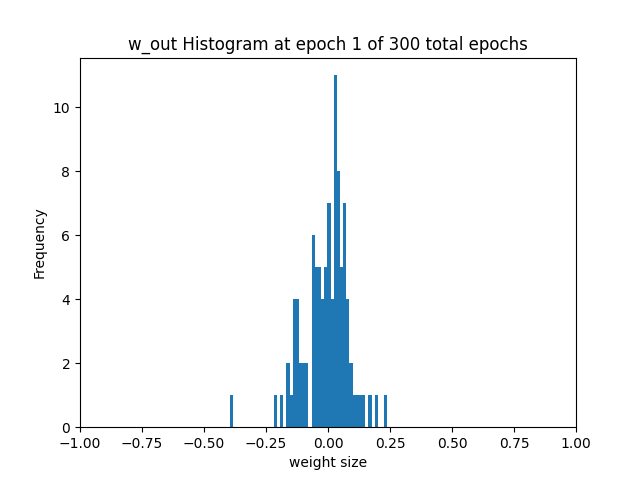 w_out Histogram at epoch 1 of 300 total epochs
Frequency
10
8
6
4
2
0
−1.00 −0.75 −0.50 −0.25 0.00 0.25 0.50 0.75 1.00
weight size